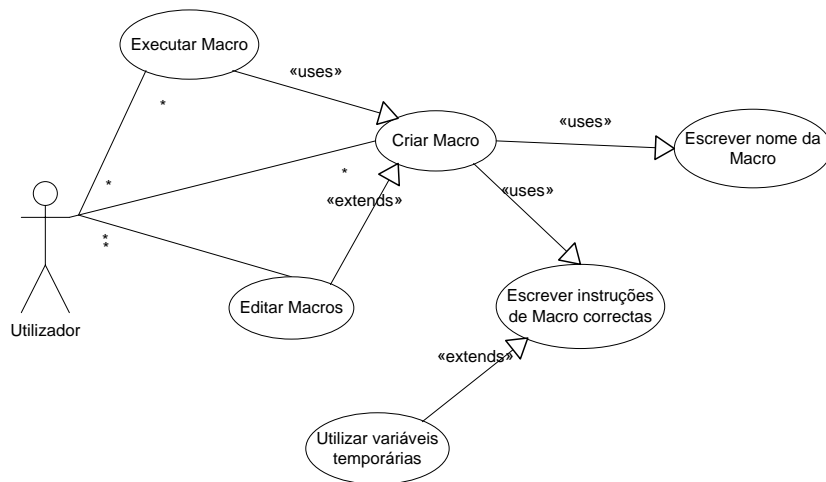 Executar Macro
«uses»
*
Criar Macro
«uses»
Escrever nome da
Macro
*
*
«uses»
«extends»
*
*
Editar Macros
Escrever instruções
de Macro correctas
Utilizador
«extends»
Utilizar variáveis
temporárias